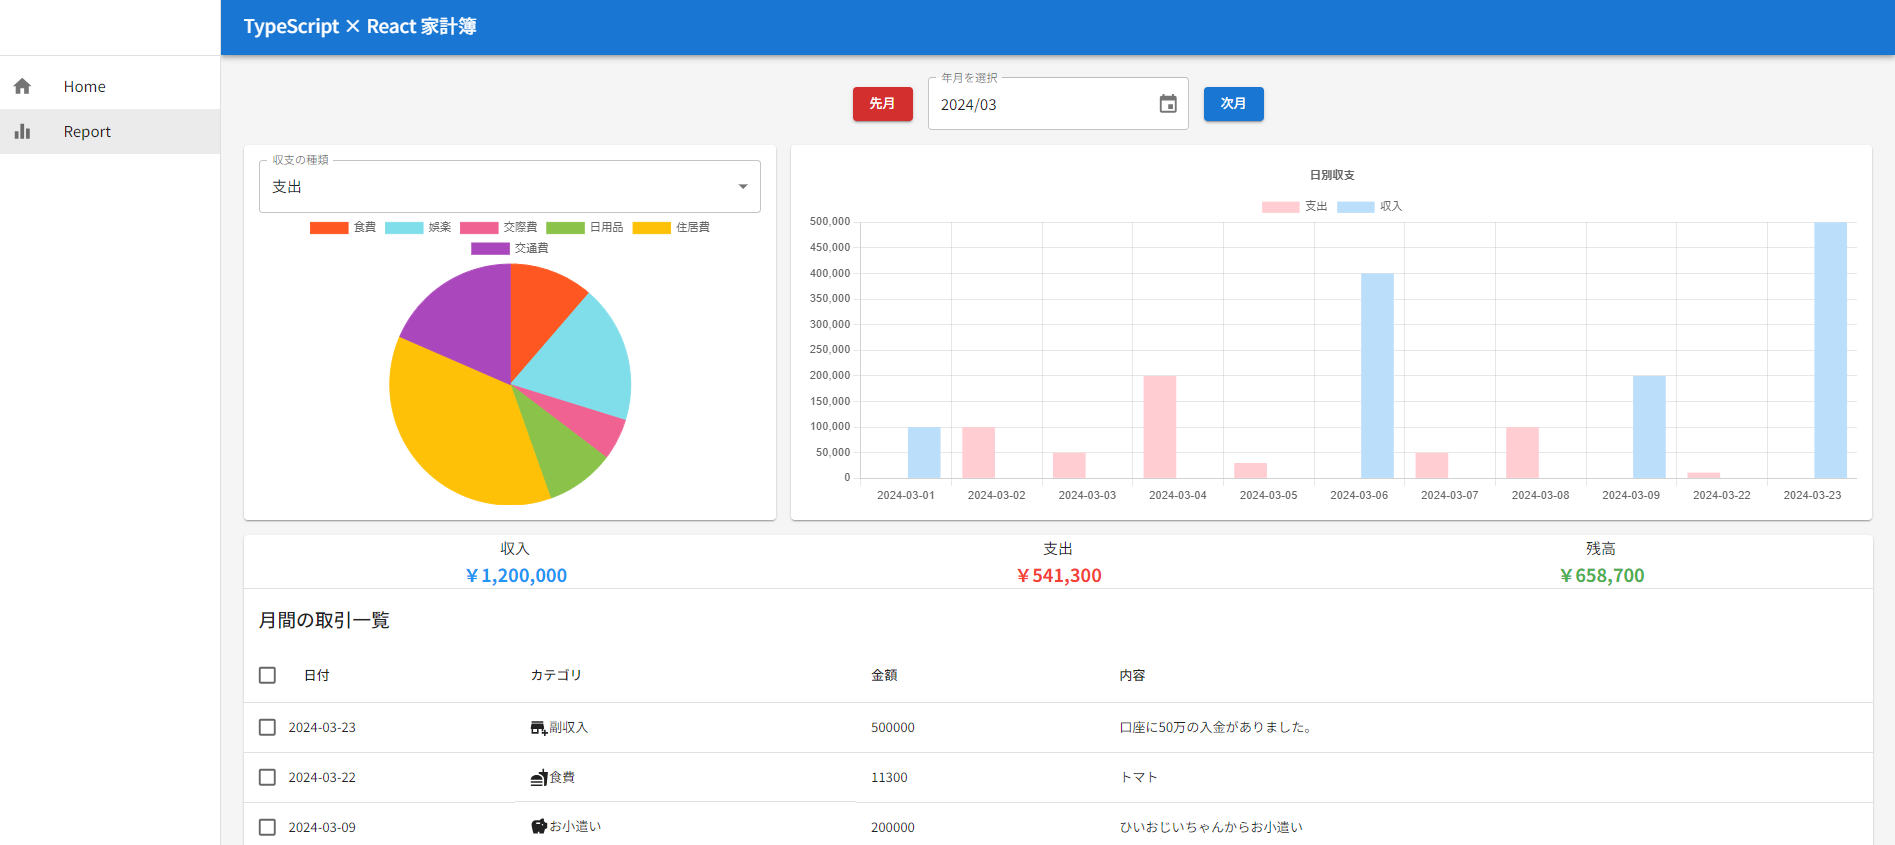 TypeScript × React 家計簿
Home
Report
先月
年月を選択
2024/03
次月
収支の種類
支出
食費 娯楽 交際費 日用品 住居費
交通費
日別収支
支出 収入
500,000
450,000
400,000
350,000
300,000
250,000
200,000
150,000
100,000
50,000
0
2024-03-01 2024-03-02 2024-03-03 2024-03-04 2024-03-05 2024-03-06 2024-03-07 2024-03-08 2024-03-09 2024-03-22 2024-03-23
収入 支出 残高
￥1,200,000 ￥541,300 ￥658,700
月間の取引一覧
日付 カテゴリ 金額 内容
2024-03-23 副収入 500000 口座に50万の入金がありました。
2024-03-22 食費 11300 トマト
2024-03-09 お小遣い 200000 ひいおじいちゃんからお小遣い